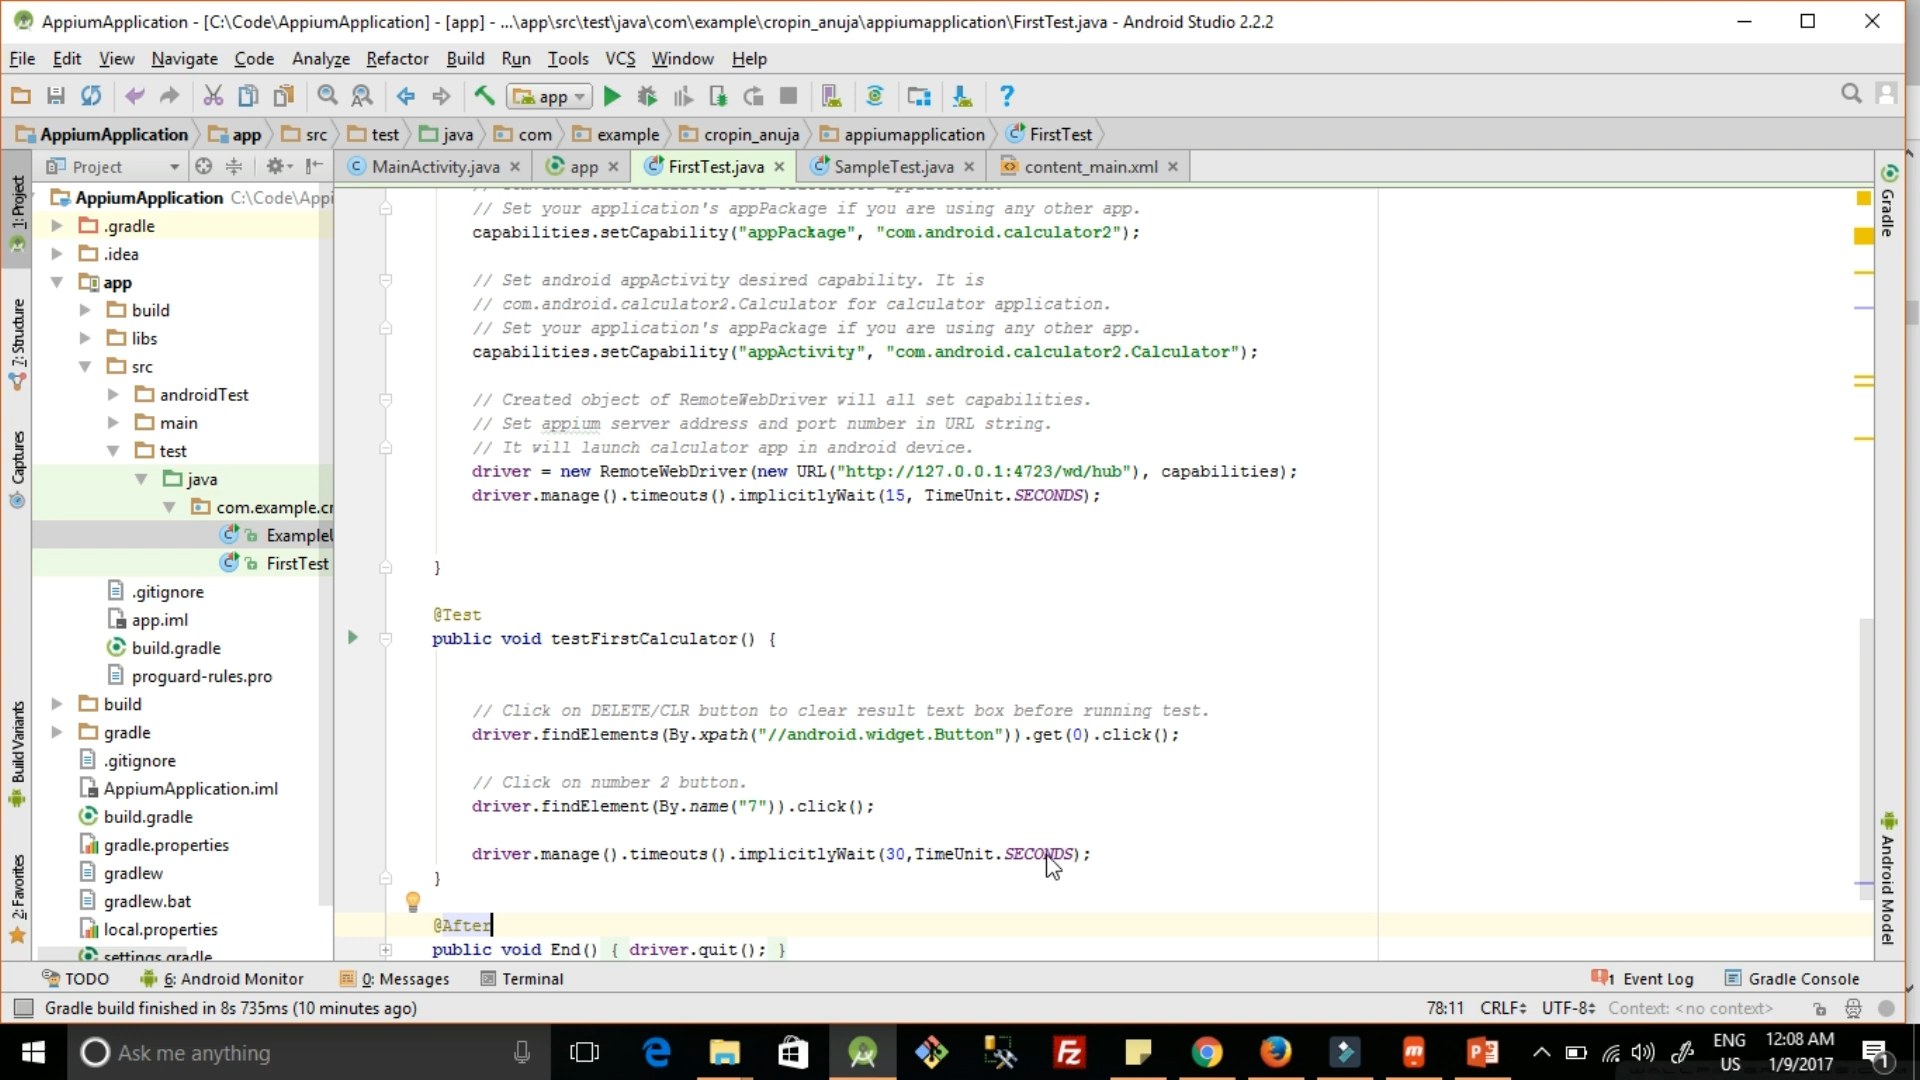 AppiumApplication - [C:\Code\AppiumApplication] - [app] - ...\app\src\test\java\com\example\cropin_anuja\appiumapplication\FirstTest.java - Android Studio 2.2.2
File Edit View Navigate Code Analyze Refactor Build Run Tools VCS Window Help
app
AppiumApplication app src test java com example cropin_anuja appiumapplication FirstTest
Project MainActivity.java app FirstTest.java SampleTest.java content_main.xml
1: Project
7: Structure
Captures
Build Variants
2: Favorites
AppiumApplication C:\Code\Appi
.gradle
.idea
app
build
libs
src
androidTest
main
test
java
com.example.cr
Example
FirstTest
.gitignore
app.iml
build.gradle
proguard-rules.pro
build
gradle
.gitignore
AppiumApplication.iml
build.gradle
gradle.properties
gradlew
gradlew.bat
local.properties
settings.gradle
// Set your application's appPackage if you are using any other app.
capabilities.setCapability("appPackage", "com.android.calculator2");
// Set android appActivity desired capability. It is
// com.android.calculator2.Calculator for calculator application.
// Set your application's appPackage if you are using any other app.
capabilities.setCapability("appActivity", "com.android.calculator2.Calculator");
// Created object of RemoteWebDriver will all set capabilities.
// Set appium server address and port number in URL string.
// It will launch calculator app in android device.
driver = new RemoteWebDriver(new URL("http://127.0.0.1:4723/wd/hub"), capabilities);
driver.manage().timeouts().implicitlyWait(15, TimeUnit.SECONDS);
}
@Test
public void testFirstCalculator() {
// Click on DELETE/CLR button to clear result text box before running test.
driver.findElements(By.xpath("//android.widget.Button")).get(0).click();
// Click on number 2 button.
driver.findElement(By.name("7")).click();
driver.manage().timeouts().implicitlyWait(30,TimeUnit.SECONDS);
}
@After
public void End() { driver.quit(); }
Gradle
Android Model
TODO 6: Android Monitor 0: Messages Terminal 1 Event Log Gradle Console
Gradle build finished in 8s 735ms (10 minutes ago) 78:11 CRLF UTF-8 Context: <no context>
Ask me anything
ENG
US
12:08 AM
1/9/2017
1